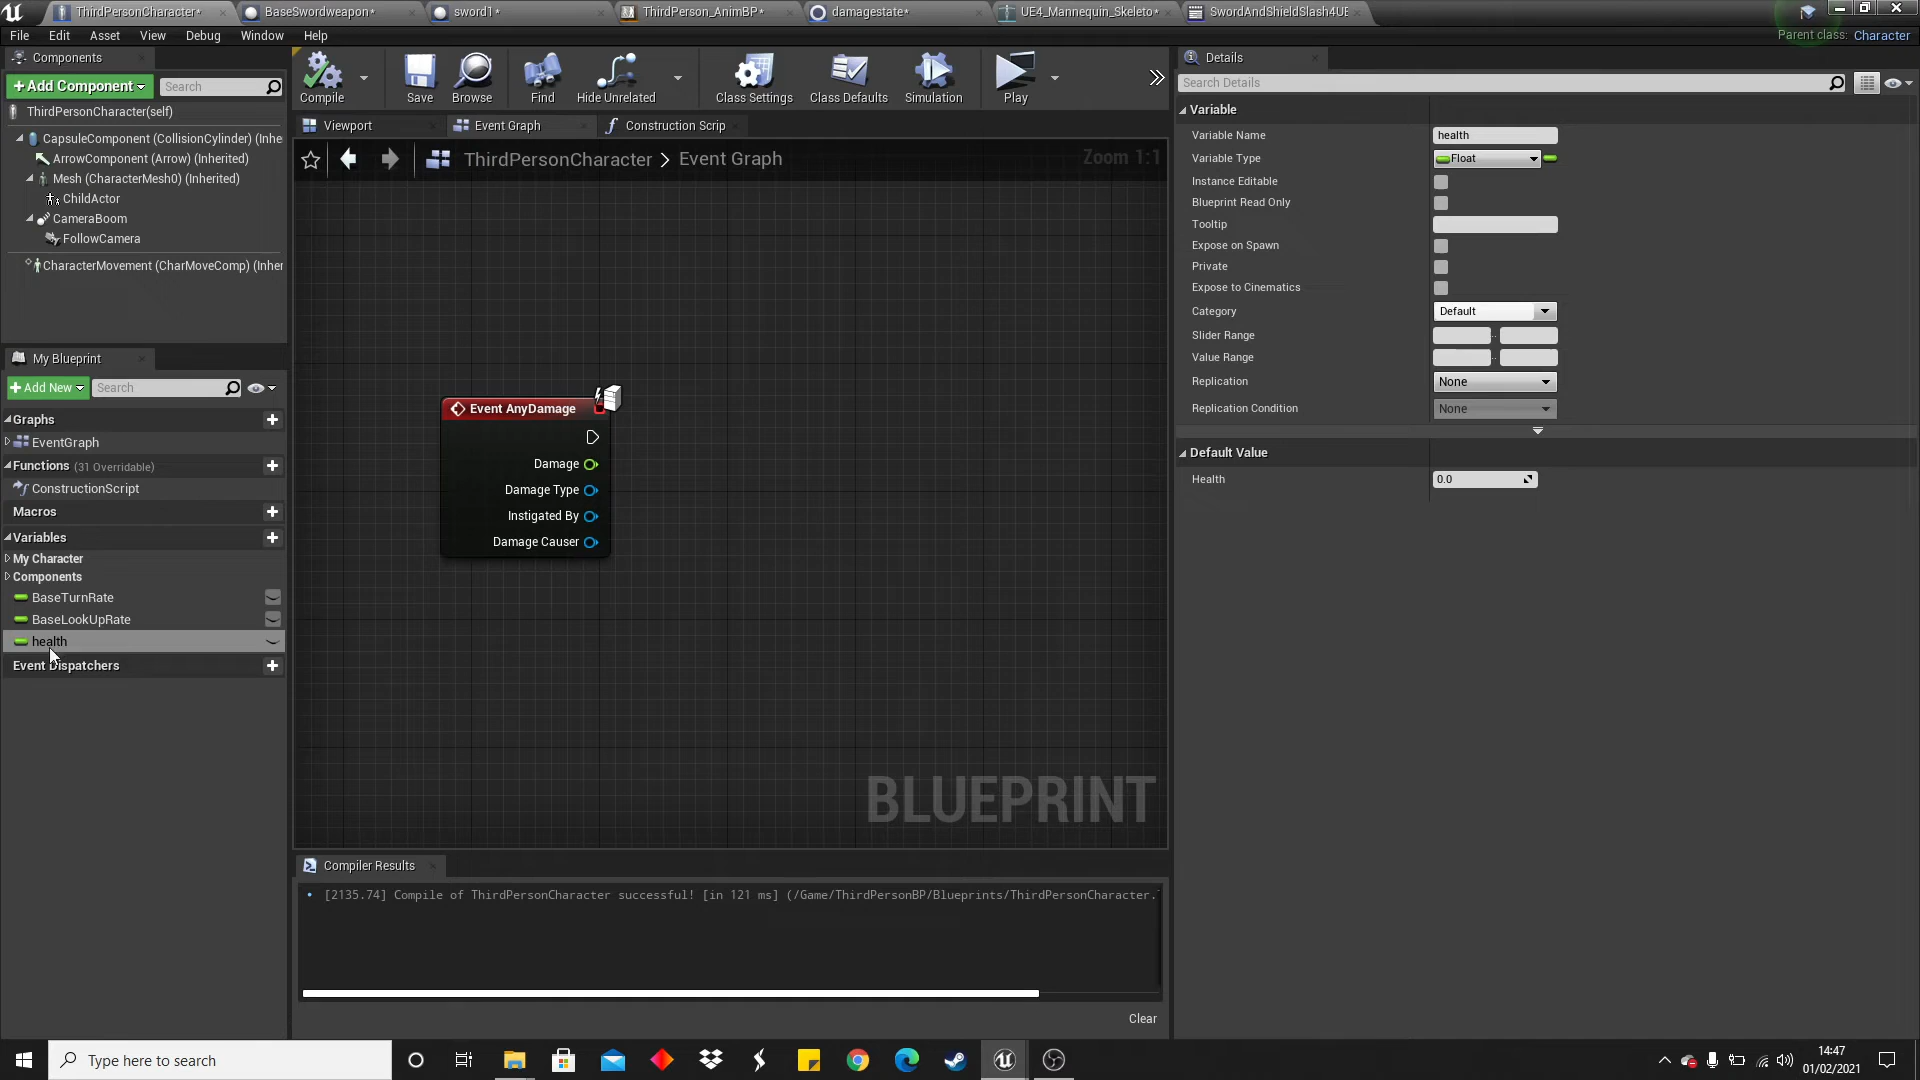 ThirdPersonCharacter*
BaseSwordweapon*
sword1*
ThirdPerson_AnimBP*
damagestate*
UE4_Mannequin_Skeleto*
SwordAndShieldSlash4UE
File
Edit
Asset
View
Debug
Window
Help
Parent class: Character
Components
+Add Component
Search
ThirdPersonCharacter(self)
CapsuleComponent (CollisionCylinder) (Inhe
ArrowComponent (Arrow) (Inherited)
Mesh (CharacterMesh0) (Inherited)
ChildActor
CameraBoom
FollowCamera
CharacterMovement (CharMoveComp) (Inher
My Blueprint
+Add New
Search
Graphs
EventGraph
Functions (31 Overridable)
ConstructionScript
Macros
Variables
My Character
Components
BaseTurnRate
BaseLookUpRate
health
Event Dispatchers
Compile
Save
Browse
Find
Hide Unrelated
Class Settings
Class Defaults
Simulation
Play
Viewport
Event Graph
Construction Scrip
ThirdPersonCharacter > Event Graph
Zoom 1:1
Event AnyDamage
Damage
Damage Type
Instigated By
Damage Causer
BLUEPRINT
Compiler Results
[2135.74] Compile of ThirdPersonCharacter successful! [in 121 ms] (/Game/ThirdPersonBP/Blueprints/ThirdPersonCharacter.
Clear
Details
Search Details
Variable
Variable Name health
Variable Type Float
Instance Editable
Blueprint Read Only
Tooltip
Expose on Spawn
Private
Expose to Cinematics
Category Default
Slider Range
Value Range
Replication None
Replication Condition None
Default Value
Health 0.0
Type here to search
14:47
01/02/2021